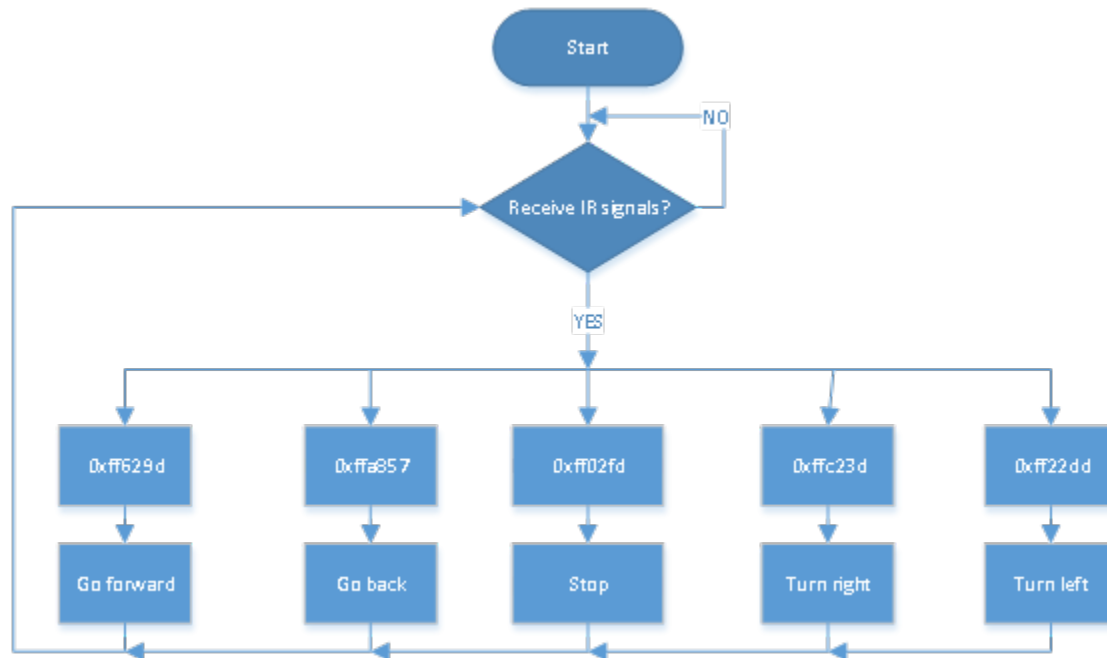 Start
NO
Receive IR signals?
YES
0xff629d
0xffa857
0xff02fd
0xffc23d
0xff22dd
Go forward
Go back
Stop
Turn right
Turn left